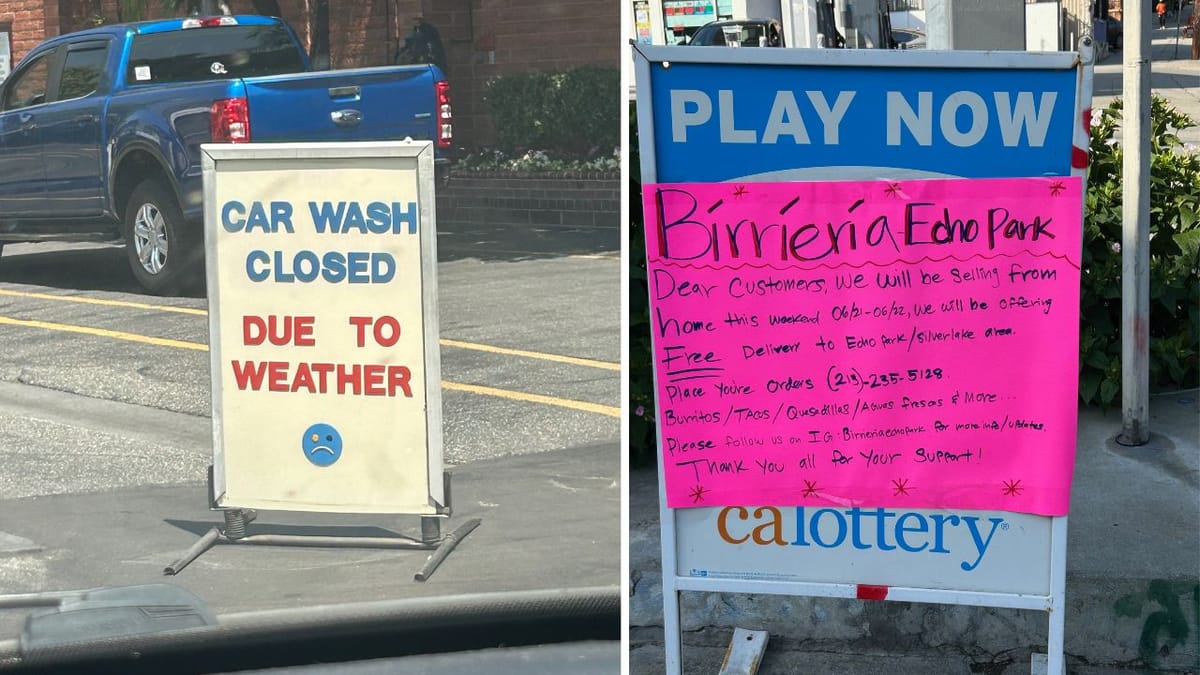 CAR WASH
CLOSED
DUE TO
WEATHER
PLAY NOW
Birrieria Echo Park
Dear Customers, We will be selling from
home this weekend 06/21-06/22, We will be offering
Free Delivery to Echo Park/Silverlake area.
Place You're orders (213)-235-5128.
Burritos/TACOS/Quesadillas/Aguas frescas & More...
Please follow us on IG: Birrieriaechopark for more info/updates.
Thank you all for your Support!
calottery